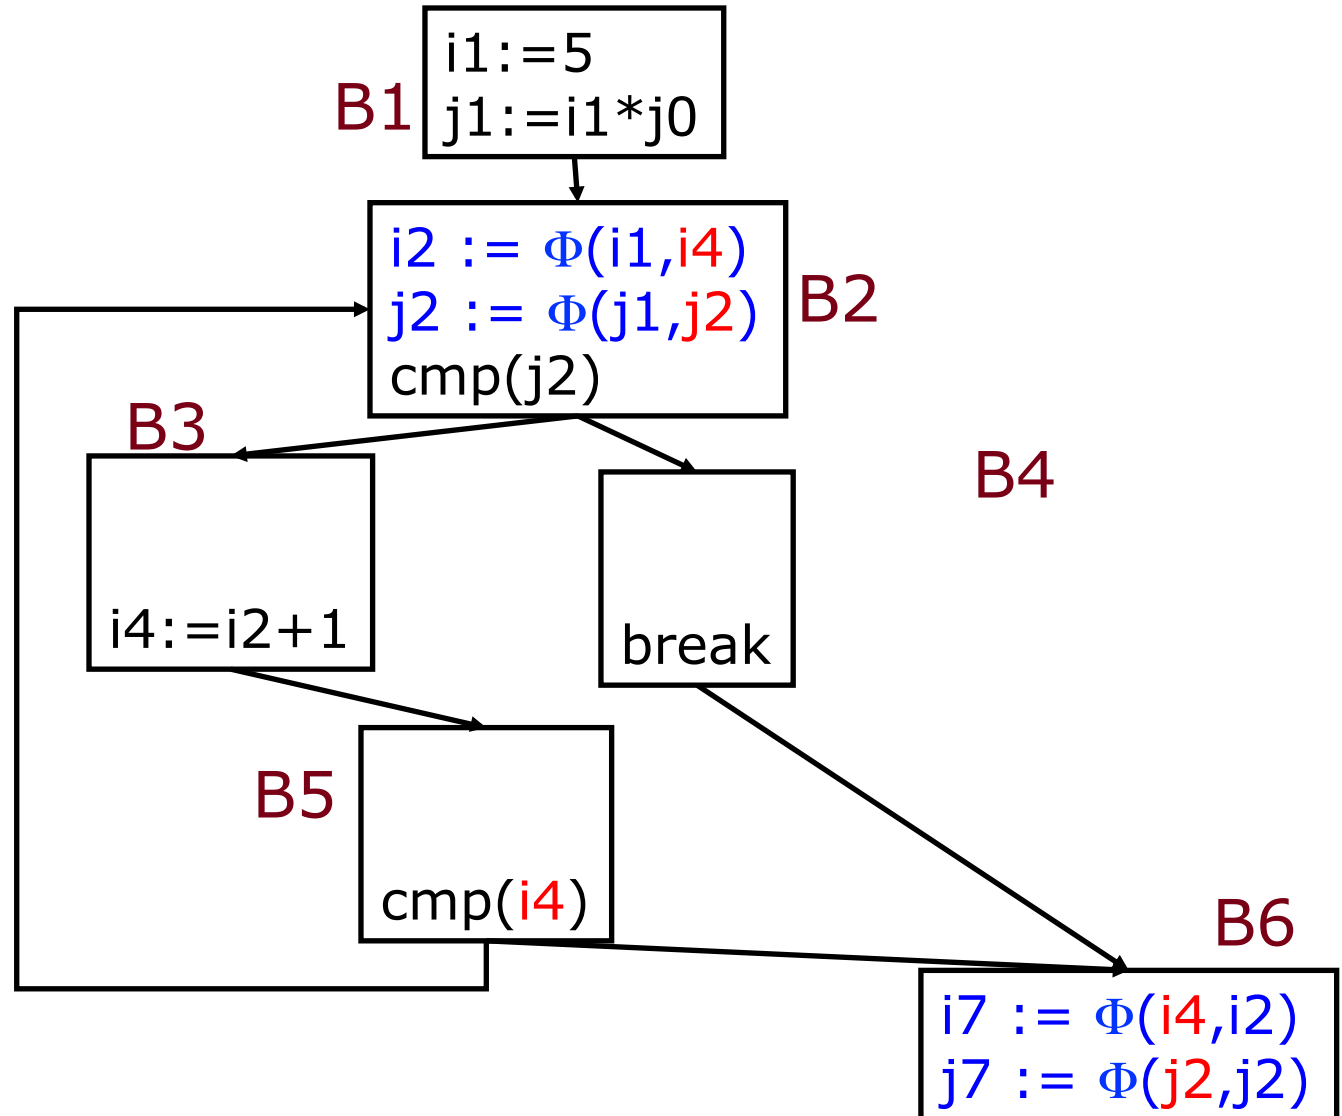 B1
i1:=5
j1:=i1*j0
i2 := Φ(i1,i4)
j2 := Φ(j1,j2)
cmp(j2)
B2
B3
i4:=i2+1
B4
break
B5
cmp(i4)
B6
i7 := Φ(i4,i2)
j7 := Φ(j2,j2)